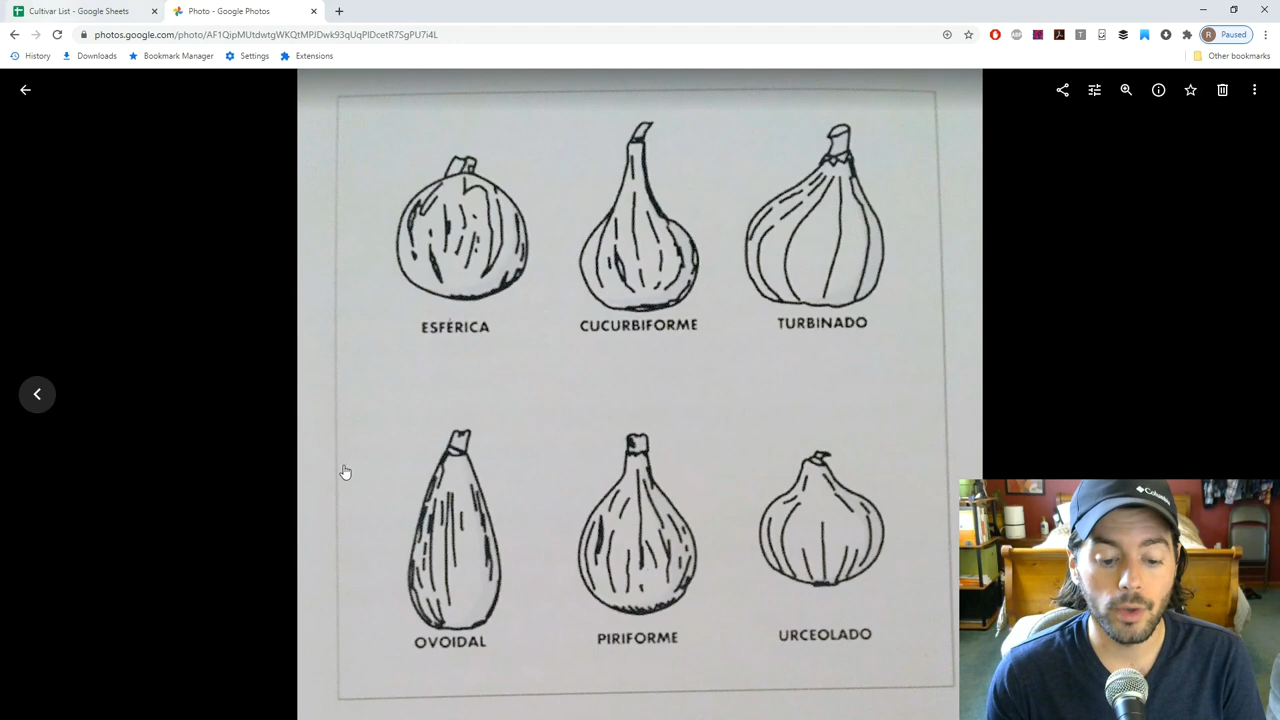 Cultivar List - Google Sheets
Photo - Google Photos
photos.google.com/photo/AF1QipMUtdwtgWKQtMPJDwk93qUqPlDcetR7SgPU7i4L
R Paused
History Downloads Bookmark Manager Settings Extensions Other bookmarks
ESFÉRICA CUCURBIFORME TURBINADO
OVOIDAL PIRIFORME URCEOLADO
Columbia